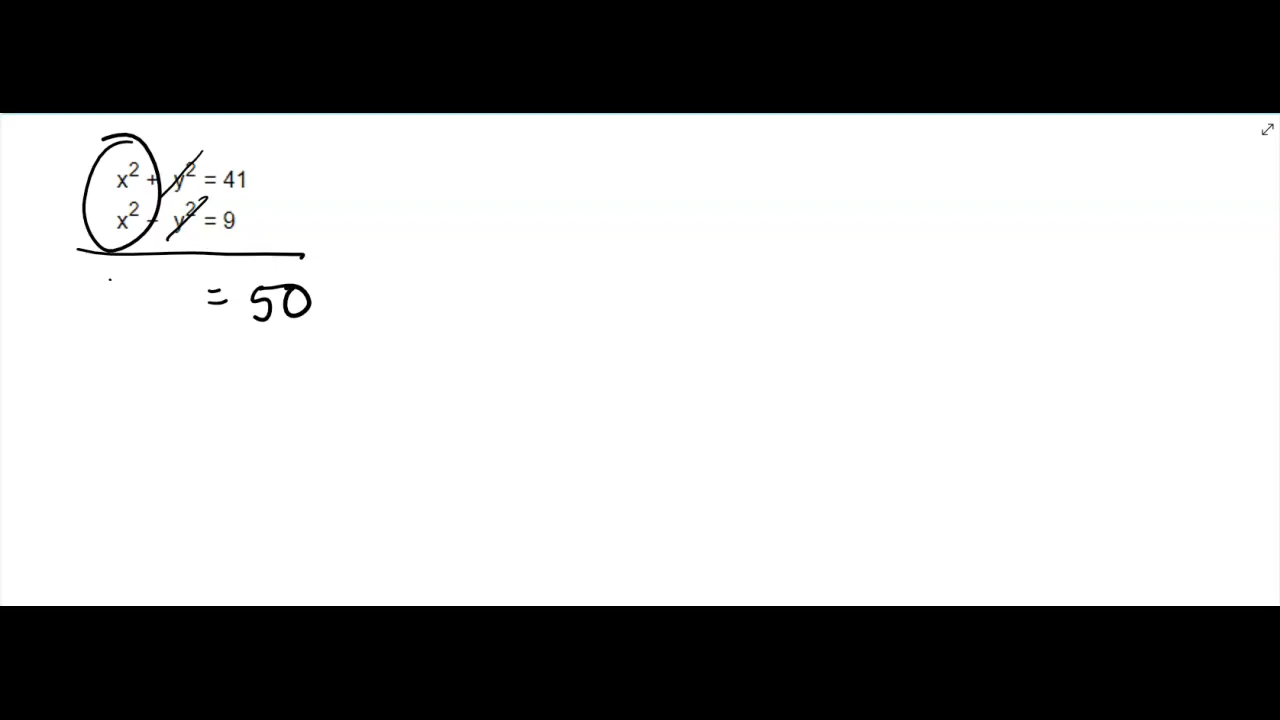 x² + y² = 41
x² - y² = 9
= 50